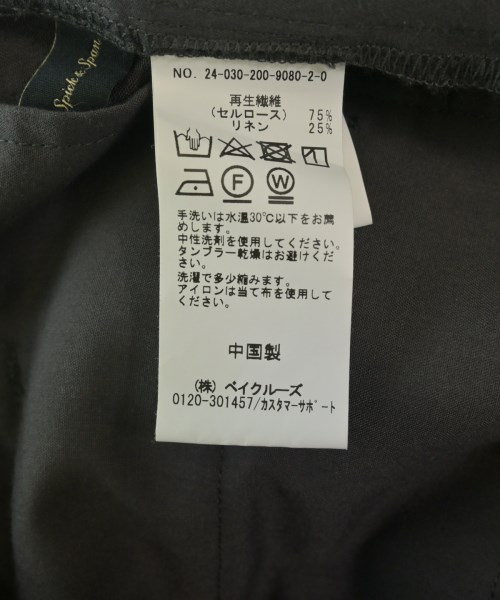 Spick & Span
NO. 24-030-200-9080-2-0
再生繊維
(セルロース) 75%
リネン 25%
F W
手洗いは水温30℃以下をお薦
めします。
中性洗剤を使用してください。
タンブラー乾燥はお避けくだ
さい。
洗濯で多少縮みます。
アイロンは当て布を使用して
ください。
中国製
(株) ベイクルーズ
0120-301457/カスタマーサポート